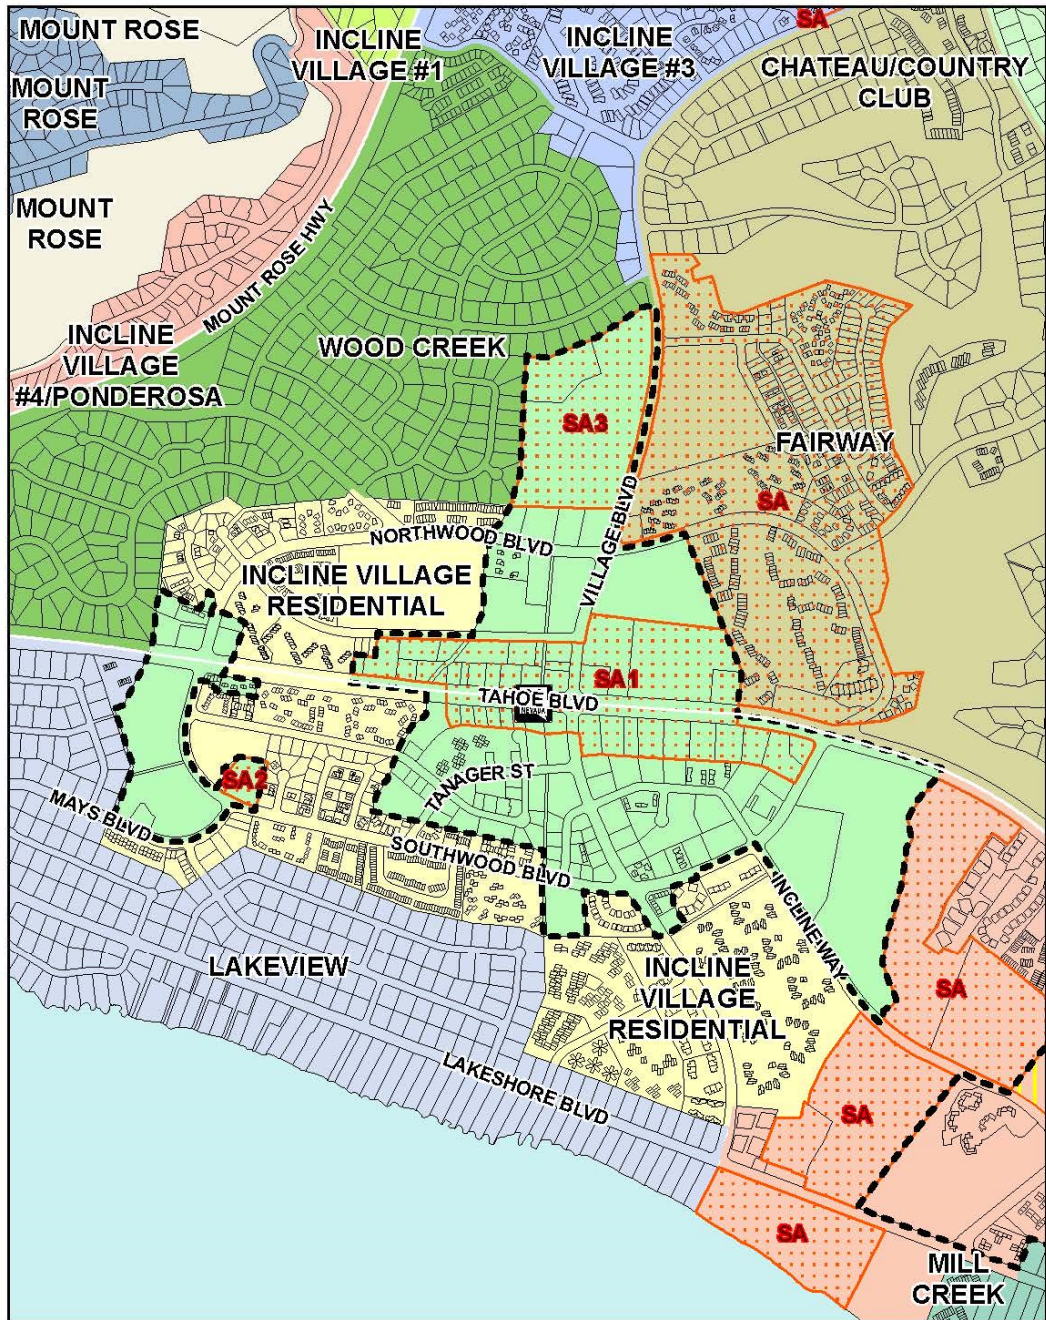 MOUNT ROSE
INCLINE
VILLAGE #1
INCLINE
VILLAGE #3
SA
CHATEAU/COUNTRY
CLUB
MOUNT
ROSE
MOUNT
ROSE
MOUNT ROSE HWY
INCLINE
VILLAGE
#4/PONDEROSA
WOOD CREEK
SA3
FAIRWAY
SA
VILLAGE BLVD
NORTHWOOD BLVD
INCLINE VILLAGE
RESIDENTIAL
SA1
TAHOE BLVD
NEVADA
TANAGER ST
SA2
MAYS BLVD
SOUTHWOOD BLVD
INCLINE WAY
LAKEVIEW
INCLINE
VILLAGE
RESIDENTIAL
SA
LAKESHORE BLVD
SA
SA
MILL
CREEK